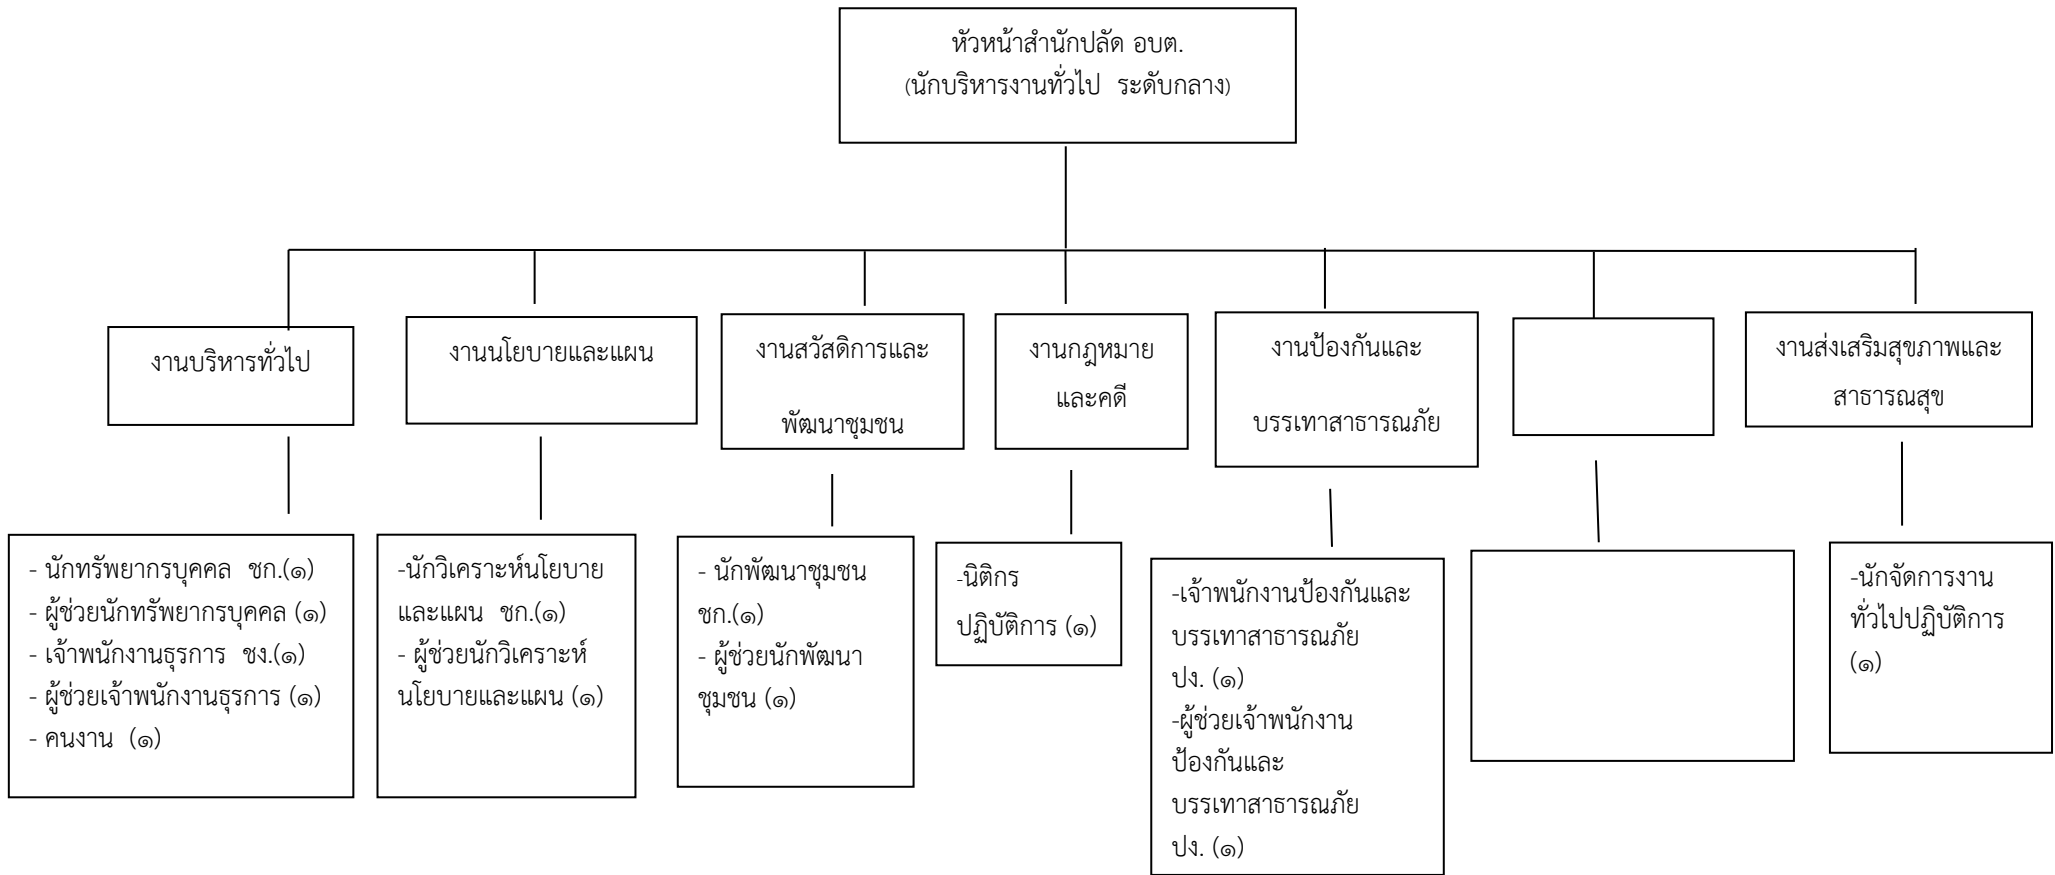 หัวหน้าสำนักปลัด อบต.
(นักบริหารงานทั่วไป ระดับกลาง)
งานบริหารทั่วไป
งานนโยบายและแผน
งานสวัสดิการและ
พัฒนาชุมชน
งานกฎหมาย
และคดี
งานป้องกันและ
บรรเทาสาธารณภัย
งานส่งเสริมสุขภาพและ
สาธารณสุข
- นักทรัพยากรบุคคล ชก.(๑)
- ผู้ช่วยนักทรัพยากรบุคคล (๑)
- เจ้าพนักงานธุรการ ชง.(๑)
- ผู้ช่วยเจ้าพนักงานธุรการ (๑)
- คนงาน (๑)
-นักวิเคราะห์นโยบาย
และแผน ชก.(๑)
- ผู้ช่วยนักวิเคราะห์
นโยบายและแผน (๑)
- นักพัฒนาชุมชน
ชก.(๑)
- ผู้ช่วยนักพัฒนา
ชุมชน (๑)
-นิติกร
ปฏิบัติการ (๑)
-เจ้าพนักงานป้องกันและ
บรรเทาสาธารณภัย
ปง. (๑)
-ผู้ช่วยเจ้าพนักงาน
ป้องกันและ
บรรเทาสาธารณภัย
ปง. (๑)
-นักจัดการงาน
ทั่วไปปฏิบัติการ
(๑)